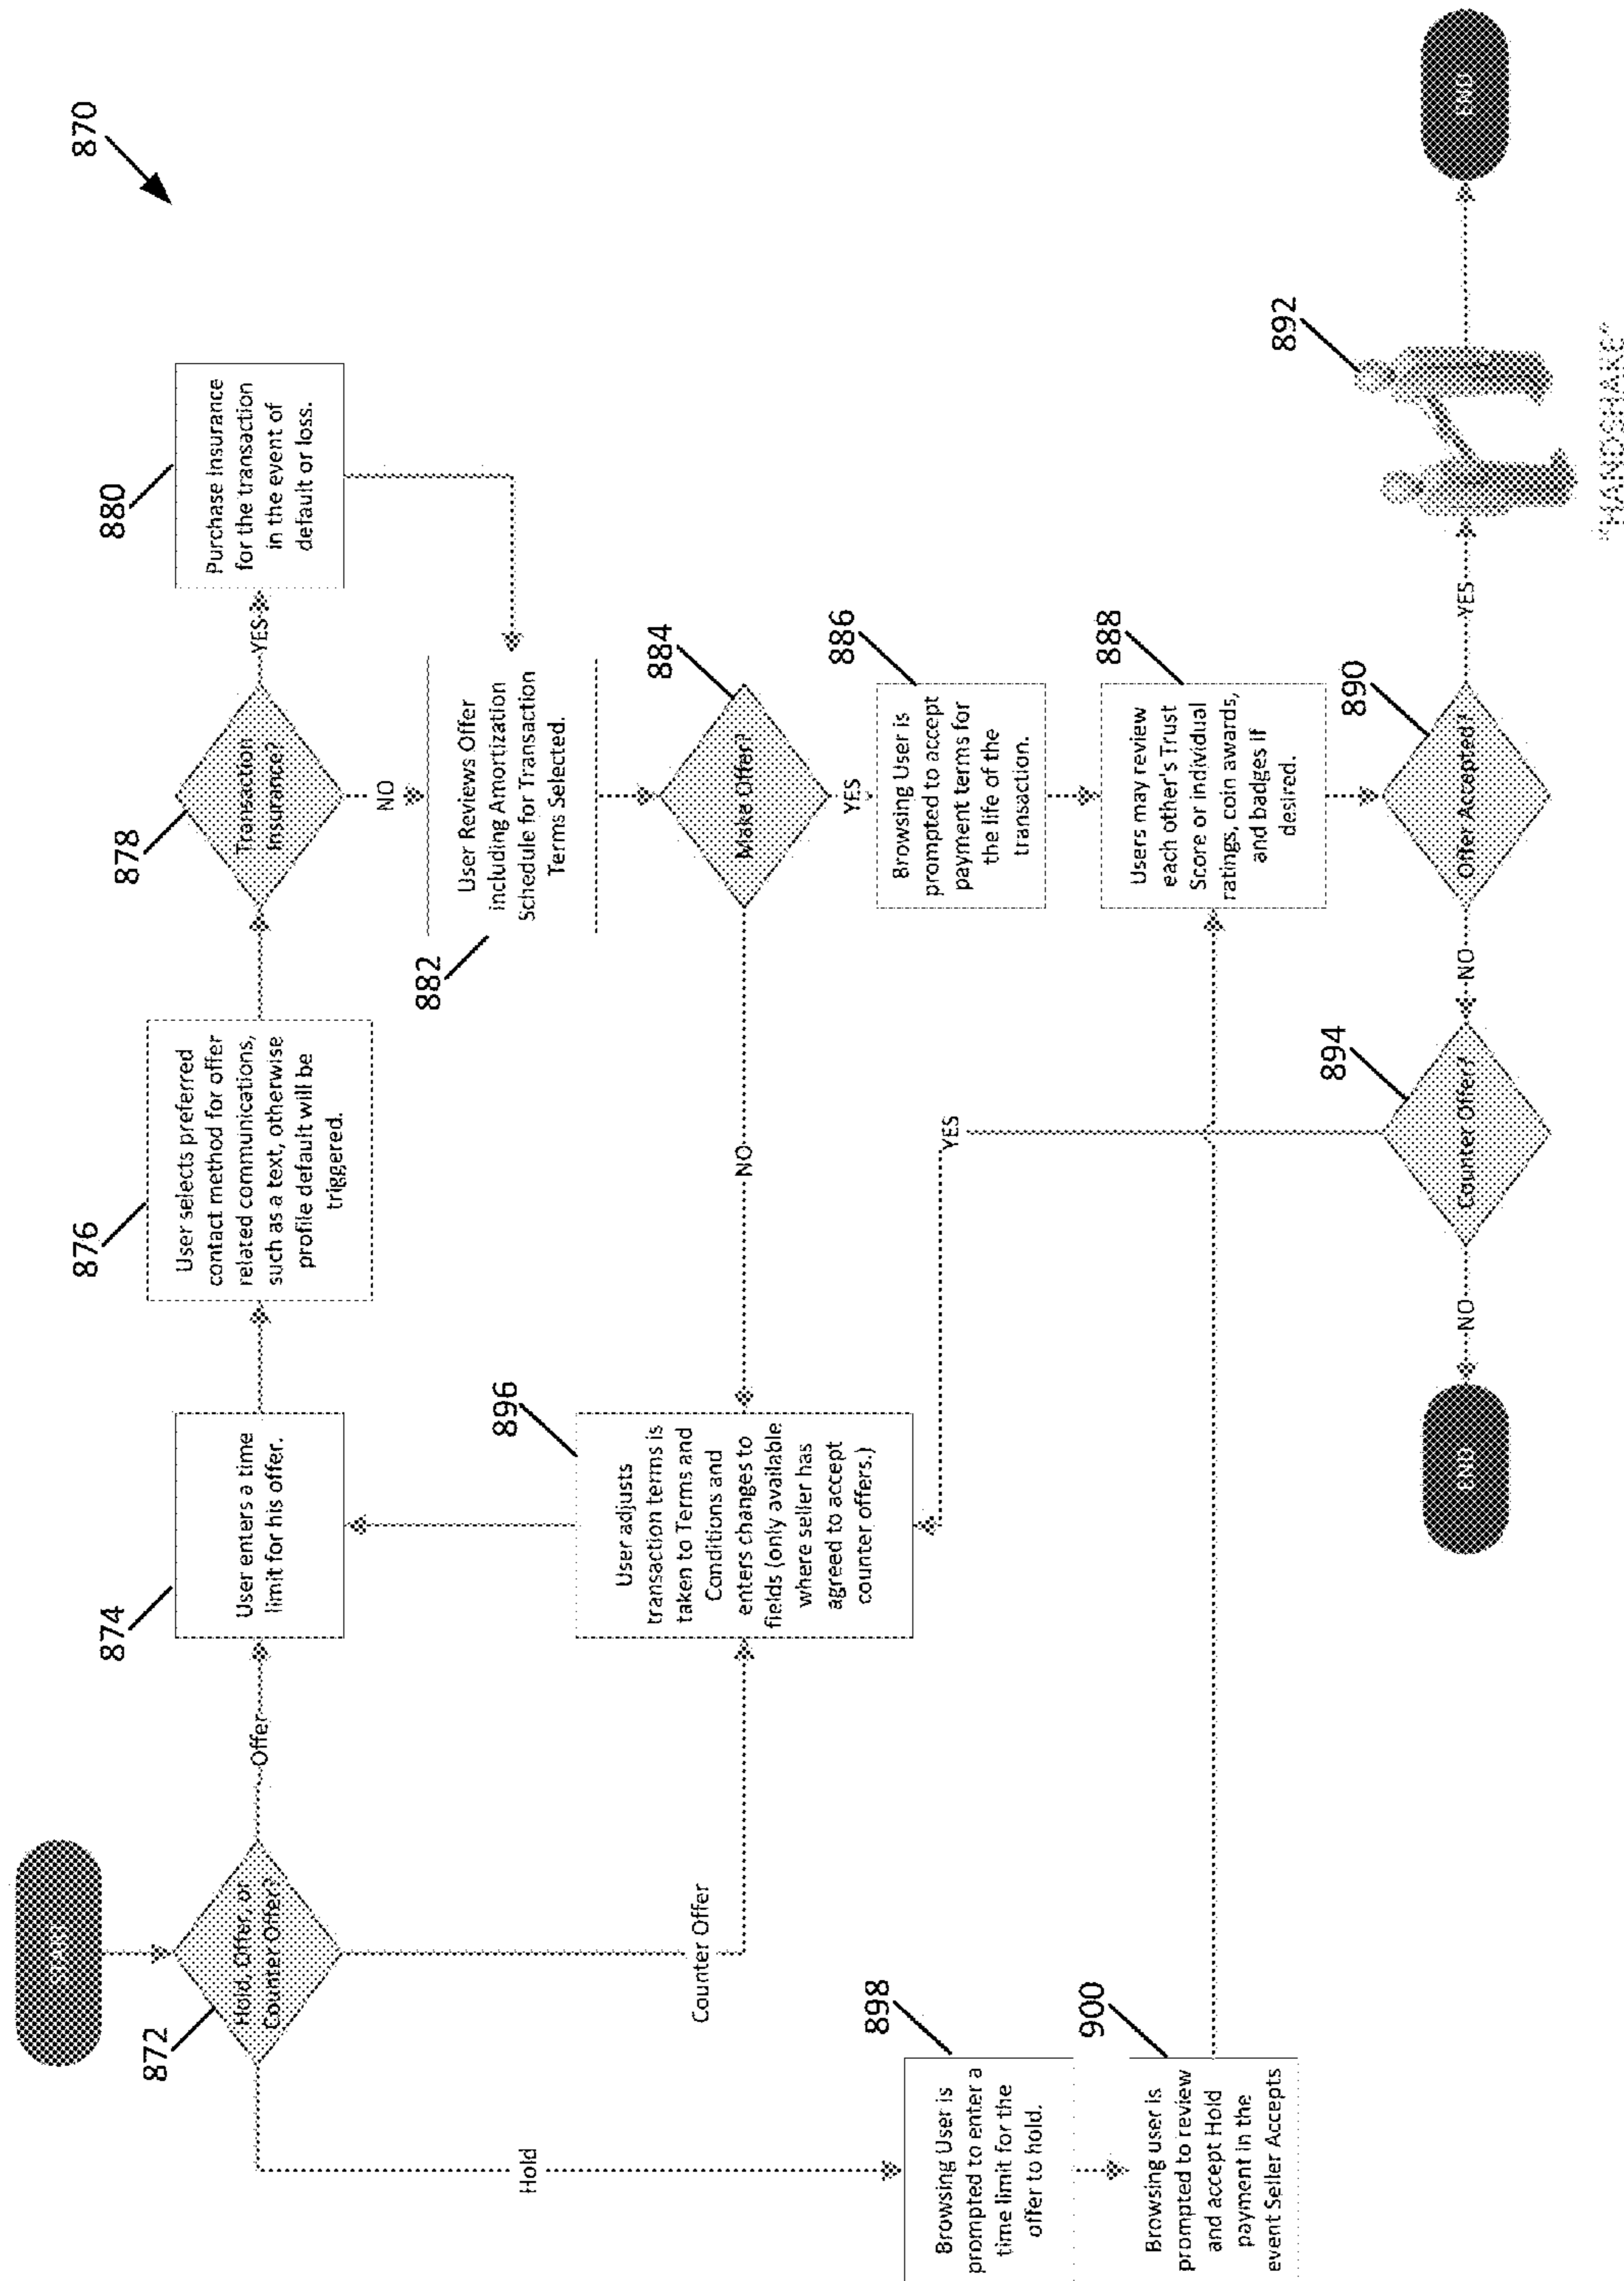 870
START
872
Hold, Offer, or
Counter Offer?
Offer
874
User enters a time
limit for his offer.
876
User selects preferred
contact method for offer
related communications,
such as a text, otherwise
profile default will be
triggered.
878
Transaction
Insurance?
YES
880
Purchase Insurance
for the transaction
in the event of
default or loss.
NO
882
User Reviews Offer
including Amortization
Schedule for Transaction
Terms Selected.
Counter Offer
896
User adjusts
transaction terms is
taken to Terms and
Conditions and
enters changes to
fields (only available
where seller has
agreed to accept
counter offers.)
NO
884
Make Offer?
YES
886
Browsing User is
prompted to accept
payment terms for
the life of the
transaction.
Hold
898
Browsing User is
prompted to enter a
time limit for the
offer to hold.
900
Browsing user is
prompted to review
and accept Hold
payment in the
event Seller Accepts
YES
888
Users may review
each other's Trust
Score or individual
ratings, coin awards,
and badges if
desired.
END
NO
894
Counter Offer?
NO
890
Offer Accepted?
YES
892
"HANDSHAKE"
END